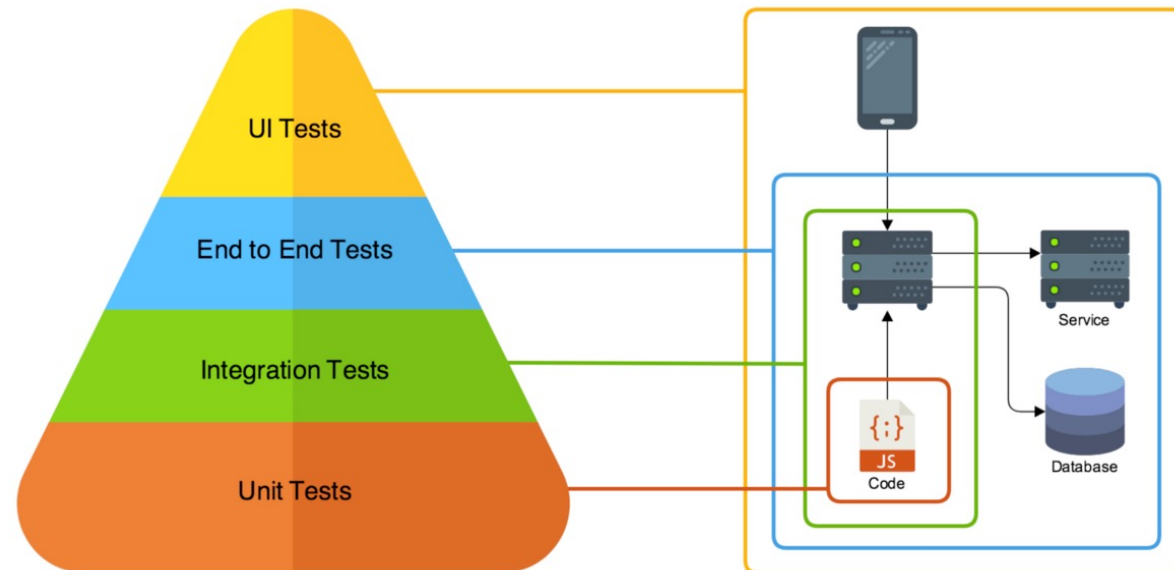 UI Tests
End to End Tests
Integration Tests
Unit Tests
Service
Database
{;}
JS
Code